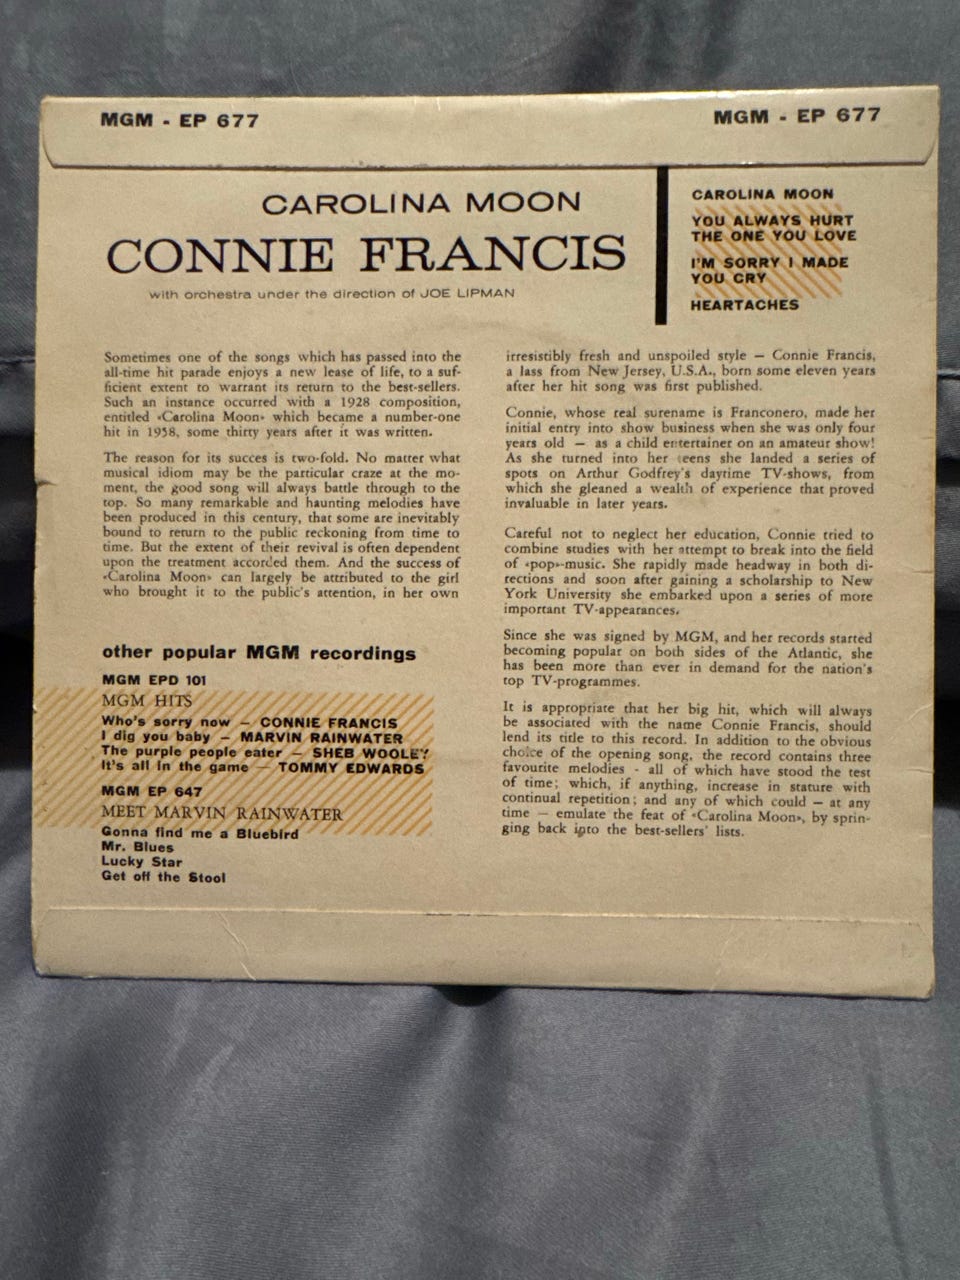 MGM - EP 677
MGM - EP 677
CAROLINA MOON
CONNIE FRANCIS
with orchestra under the direction of JOE LIPMAN
CAROLINA MOON
YOU ALWAYS HURT
THE ONE YOU LOVE
I'M SORRY I MADE
YOU CRY
HEARTACHES
Sometimes one of the songs which has passed into the
all-time hit parade enjoys a new lease of life, to a suf-
ficient extent to warrant its return to the best-sellers.
Such an instance occurred with a 1928 composition,
entitled «Carolina Moon» which became a number-one
hit in 1958, some thirty years after it was written.
The reason for its succes is two-fold. No matter what
musical idiom may be the particular craze at the mo-
ment, the good song will always battle through to the
top. So many remarkable and haunting melodies have
been produced in this century, that some are inevitably
bound to return to the public reckoning from time to
time. But the extent of their revival is often dependent
upon the treatment accorded them. And the success of
«Carolina Moon» can largely be attributed to the girl
who brought it to the public's attention, in her own
other popular MGM recordings
MGM EPD 101
MGM HITS
Who's sorry now — CONNIE FRANCIS
I dig you baby — MARVIN RAINWATER
The purple people eater — SHEB WOOLEY
It's all in the game — TOMMY EDWARDS
MGM EP 647
MEET MARVIN RAINWATER
Gonna find me a Bluebird
Mr. Blues
Lucky Star
Get off the Stool
irresistibly fresh and unspoiled style — Connie Francis,
a lass from New Jersey, U.S.A., born some eleven years
after her hit song was first published.
Connie, whose real surename is Franconero, made her
initial entry into show business when she was only four
years old — as a child entertainer on an amateur show!
As she turned into her teens she landed a series of
spots on Arthur Godfrey's daytime TV-shows, from
which she gleaned a wealth of experience that proved
invaluable in later years.
Careful not to neglect her education, Connie tried to
combine studies with her attempt to break into the field
of «pop»-music. She rapidly made headway in both di-
rections and soon after gaining a scholarship to New
York University she embarked upon a series of more
important TV-appearances.
Since she was signed by MGM, and her records started
becoming popular on both sides of the Atlantic, she
has been more than ever in demand for the nation's
top TV-programmes.
It is appropriate that her big hit, which will always
be associated with the name Connie Francis, should
lend its title to this record. In addition to the obvious
choice of the opening song, the record contains three
favourite melodies - all of which have stood the test
of time; which, if anything, increase in stature with
continual repetition; and any of which could — at any
time — emulate the feat of «Carolina Moon», by sprin-
ging back into the best-sellers' lists.